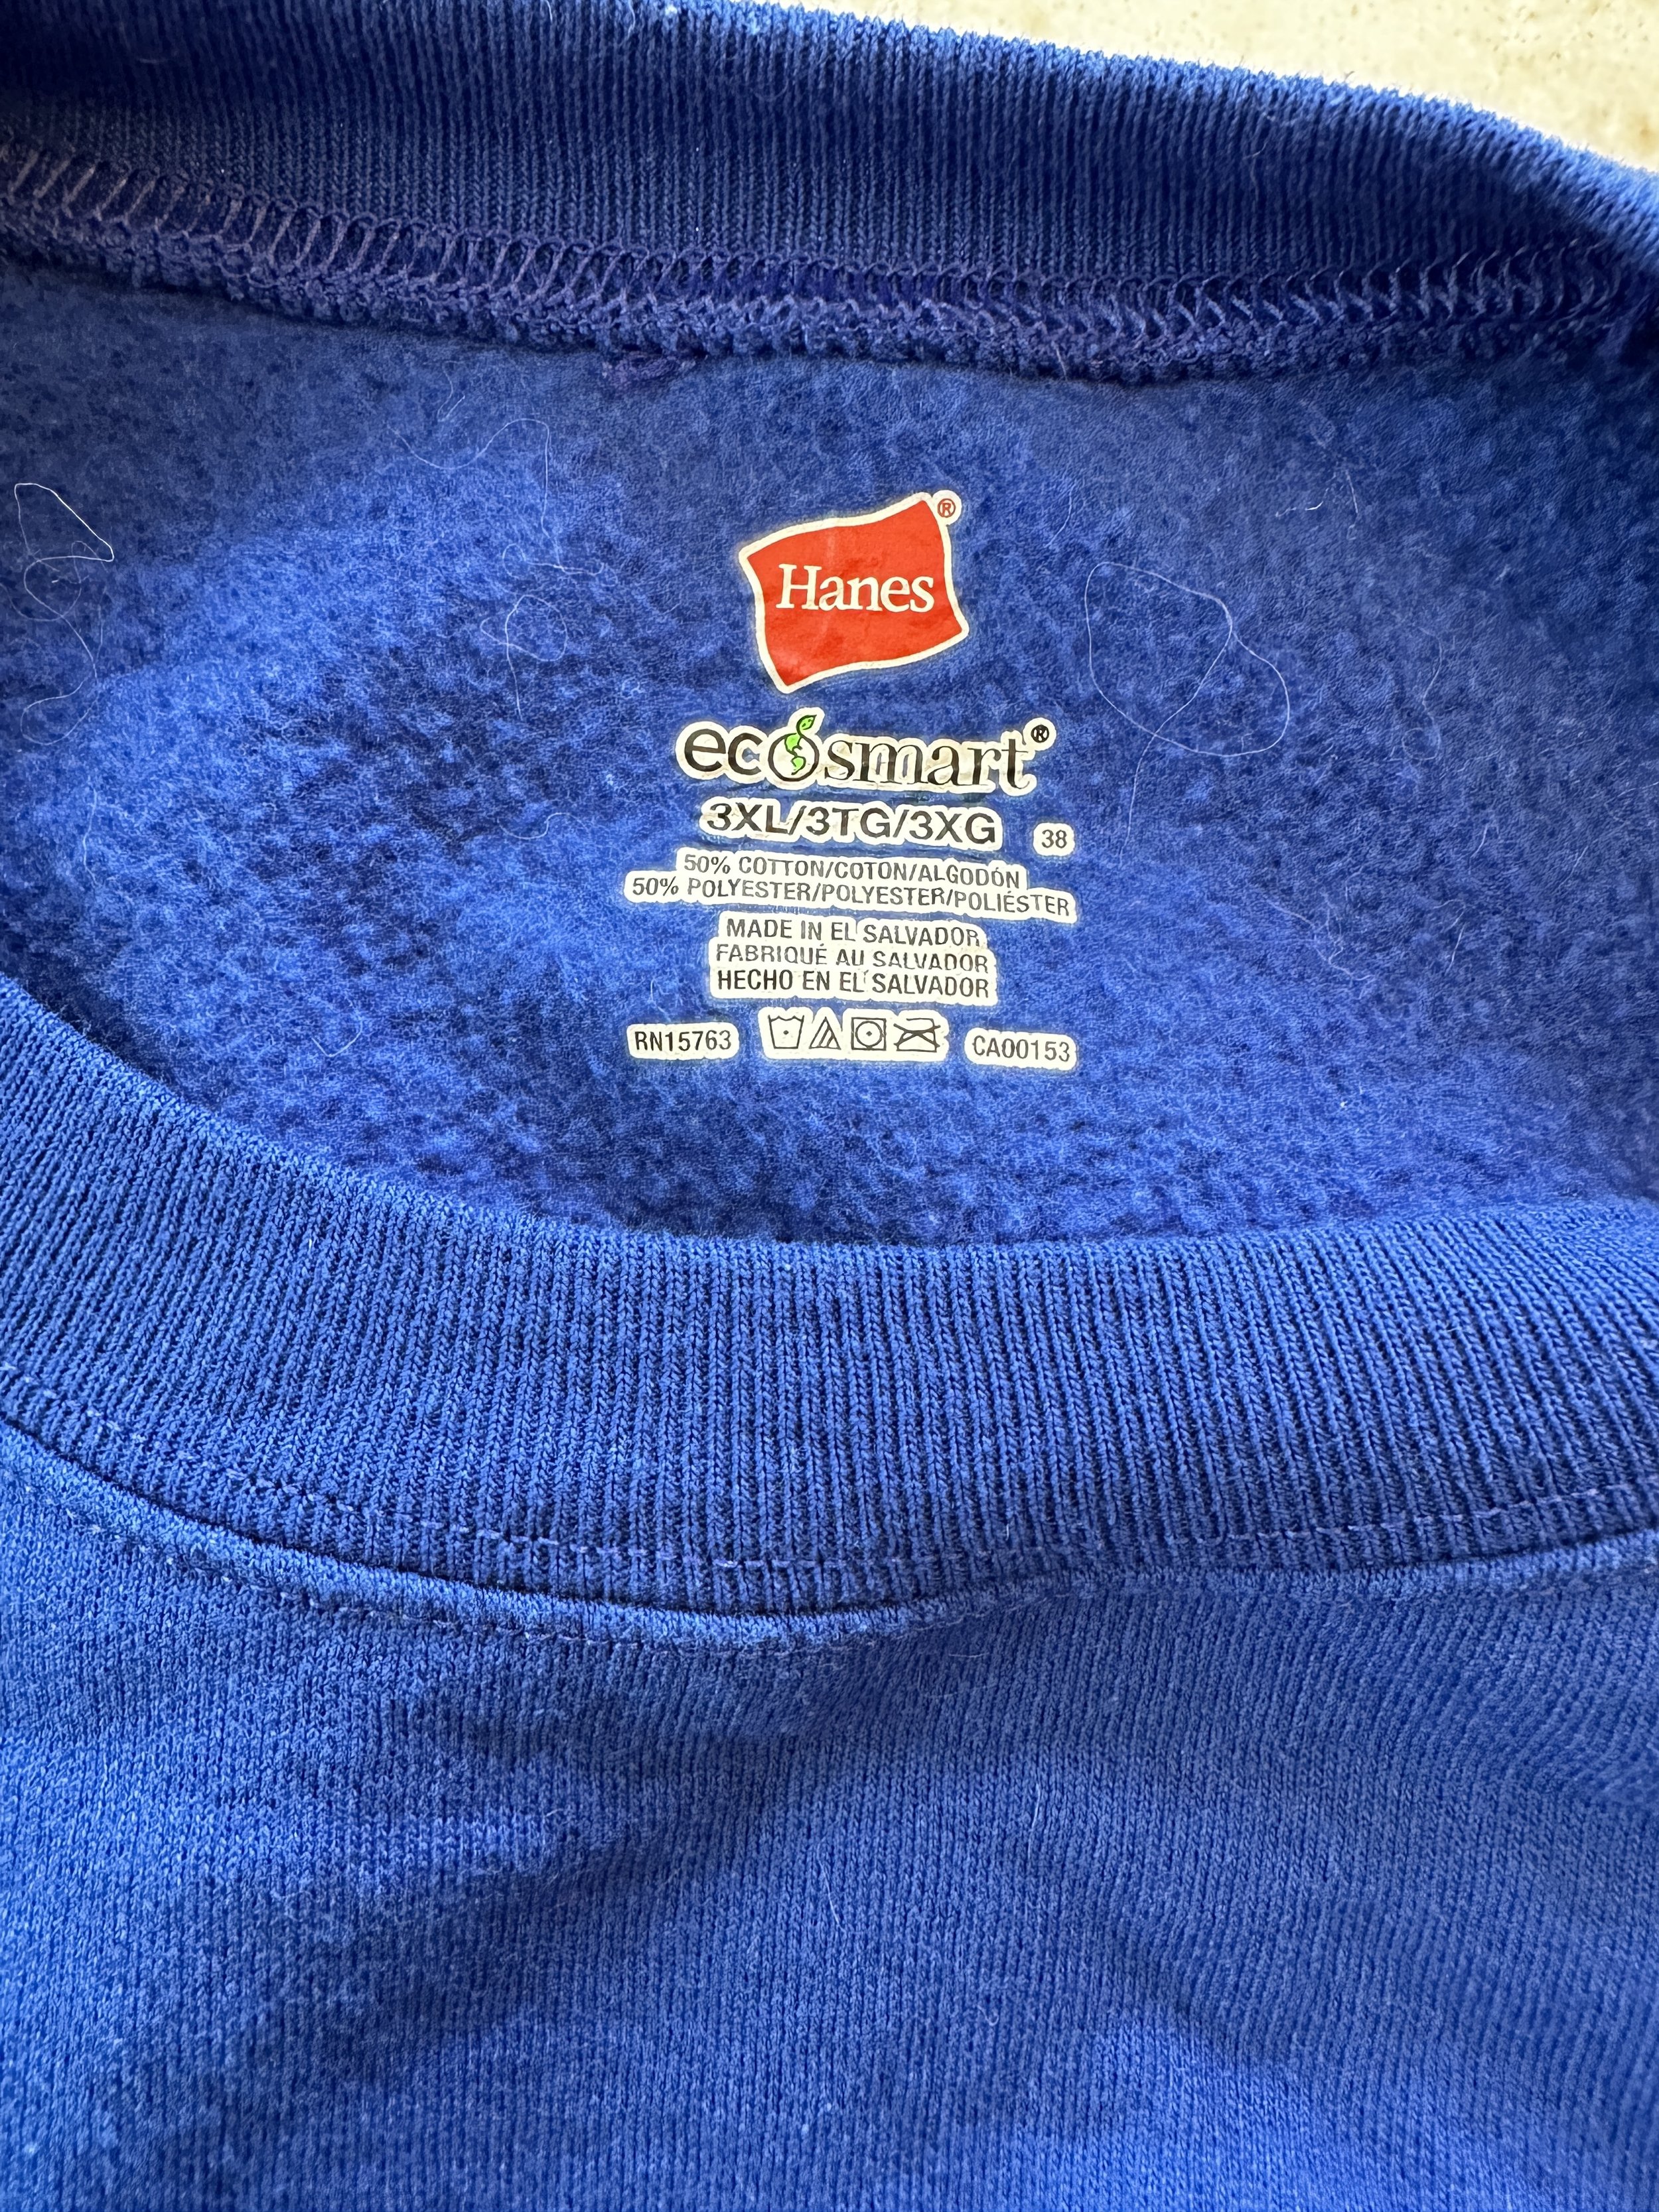 Hanes®
ecosmart®
3XL/3TG/3XG 38
50% COTTON/COTON/ALGODÓN
50% POLYESTER/POLYESTER/POLIÉSTER
MADE IN EL SALVADOR
FABRIQUÉ AU SALVADOR
HECHO EN EL SALVADOR
RN15763 CA00153